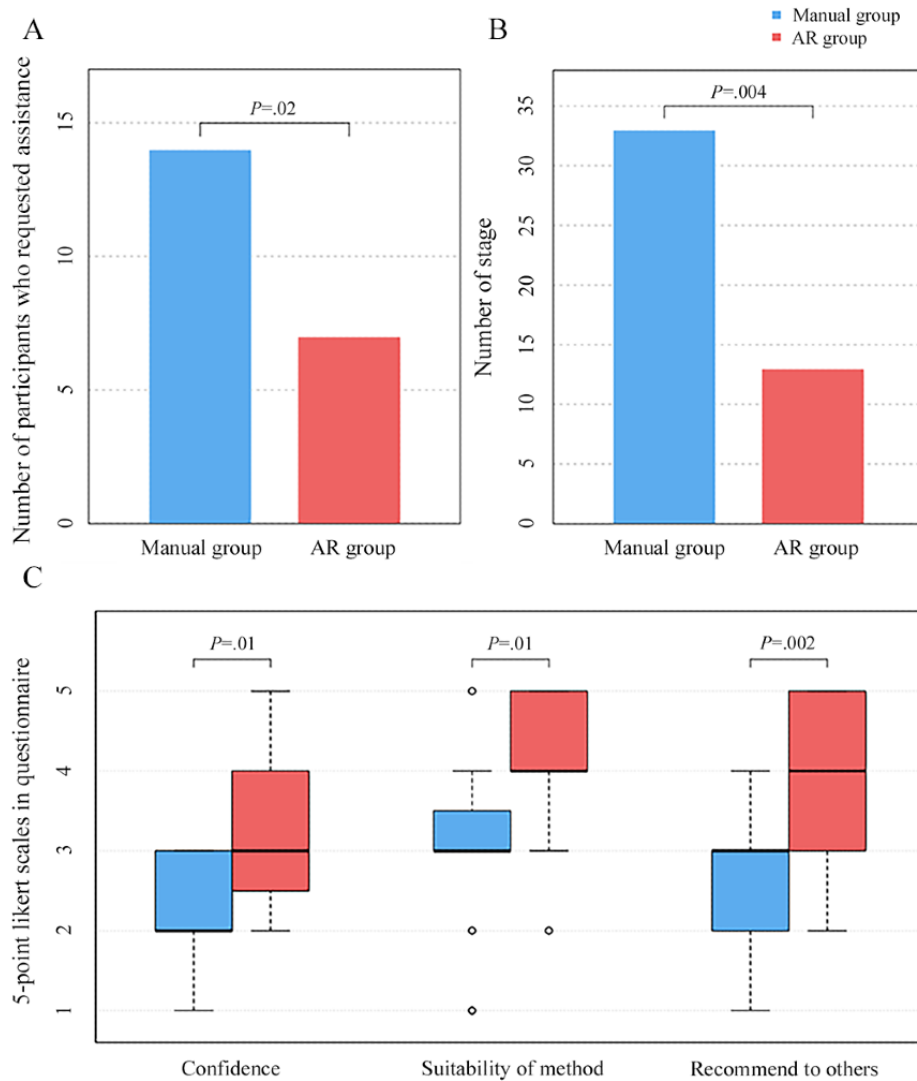 A
B
Manual group
AR group
Number of participants who requested assistance
15
10
5
0
P=.02
Manual group
AR group
Number of stage
35
30
25
20
15
10
5
0
P=.004
Manual group
AR group
C
5-point likert scales in questionnaire
5
4
3
2
1
P=.01
P=.01
P=.002
Confidence
Suitability of method
Recommend to others